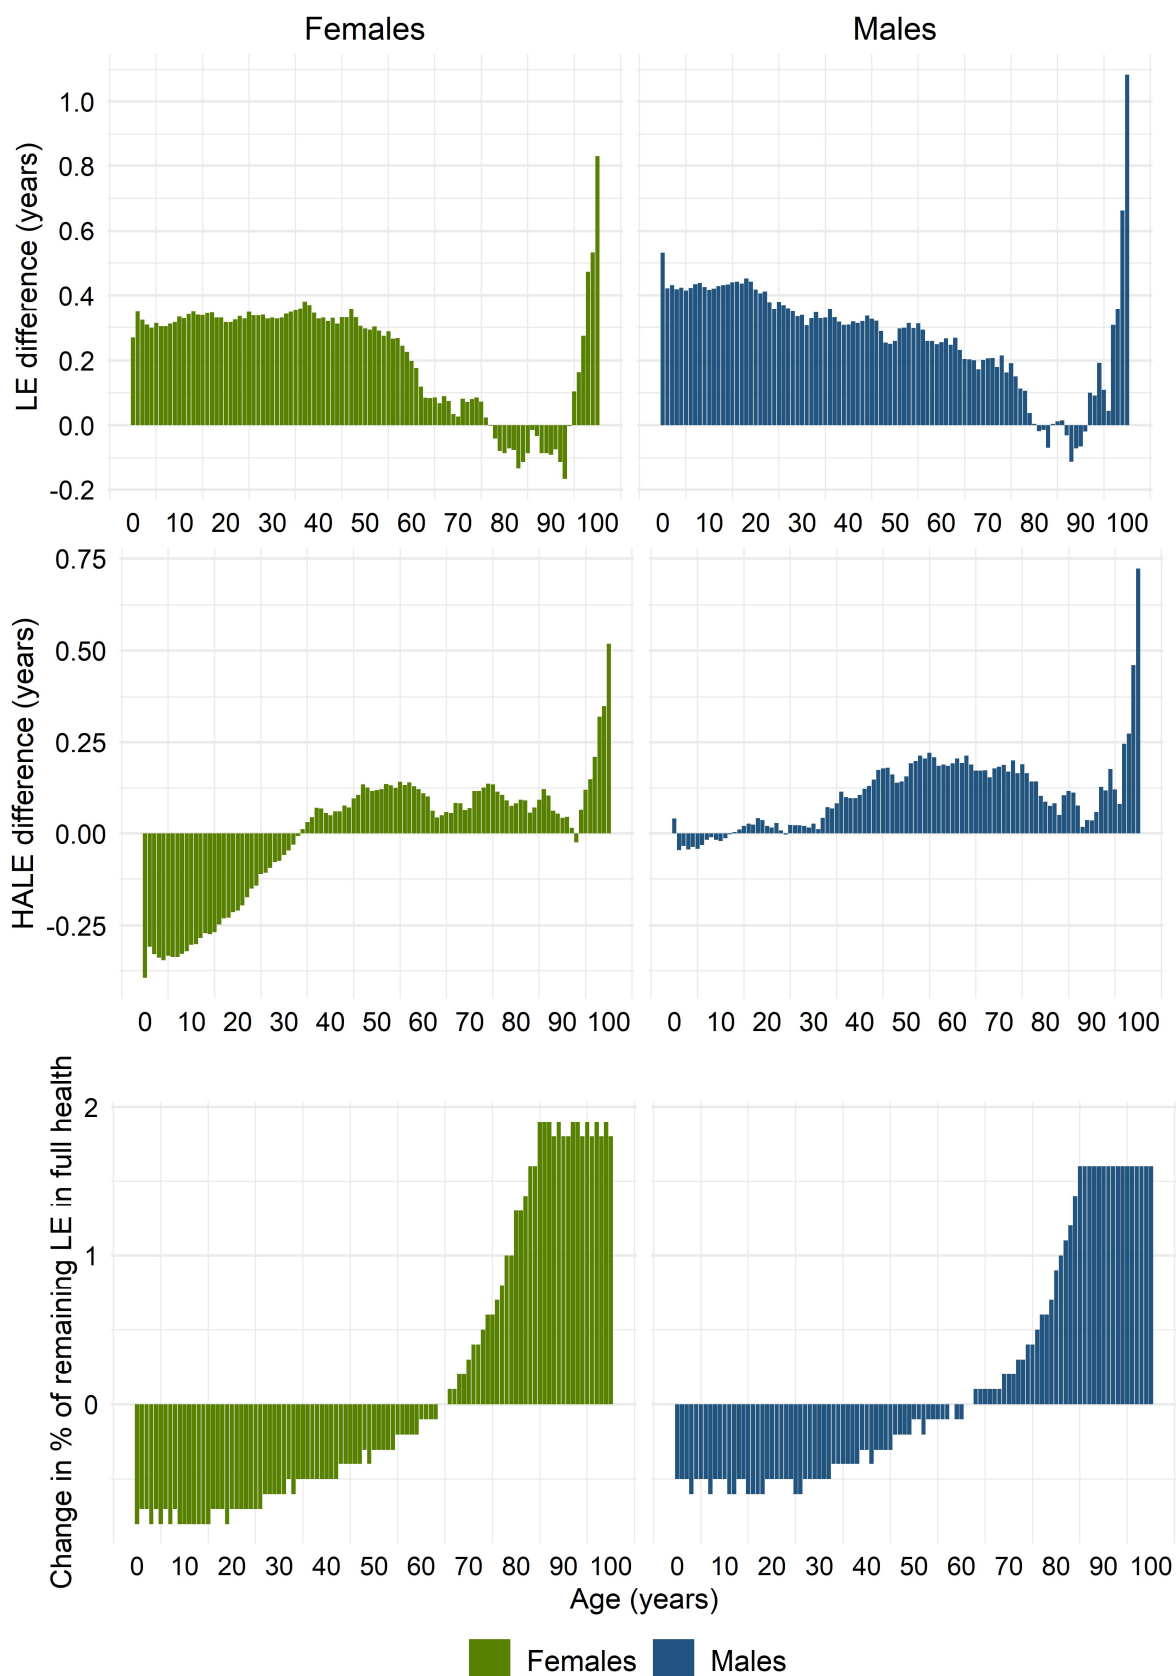 Females Males
LE difference (years)
1.0
0.8
0.6
0.4
0.2
0.0
-0.2
0 10 20 30 40 50 60 70 80 90 100 0 10 20 30 40 50 60 70 80 90 100
HALE difference (years)
0.75
0.50
0.25
0.00
-0.25
0 10 20 30 40 50 60 70 80 90 100 0 10 20 30 40 50 60 70 80 90 100
Change in % of remaining LE in full health
2
1
0
0 10 20 30 40 50 60 70 80 90 100 0 10 20 30 40 50 60 70 80 90 100
Age (years)
Females Males